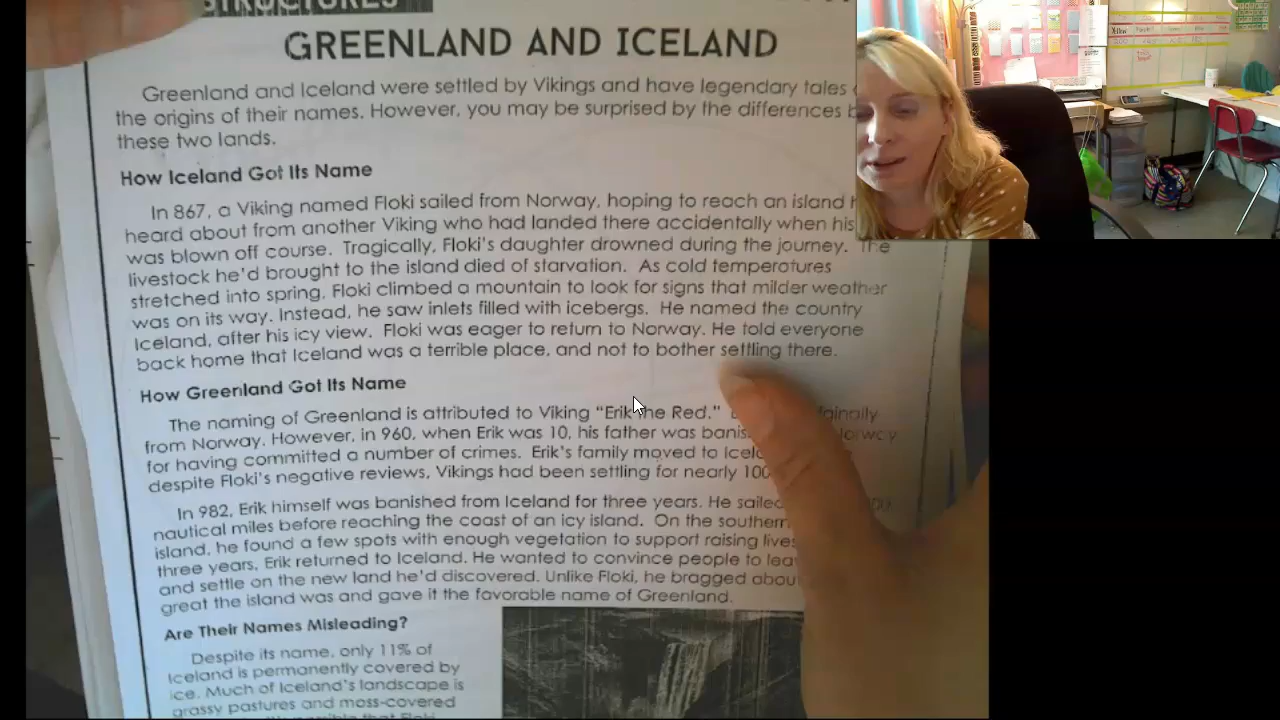 STRUCTURES
GREENLAND AND ICELAND
Greenland and Iceland were settled by Vikings and have legendary tales
the origins of their names. However, you may be surprised by the differences
these two lands.
How Iceland Got Its Name
In 867, a Viking named Floki sailed from Norway, hoping to reach an island
heard about from another Viking who had landed there accidentally when his
was blown off course. Tragically, Floki's daughter drowned during the journey. The
livestock he'd brought to the island died of starvation. As cold temperatures
stretched into spring, Floki climbed a mountain to look for signs that milder weather
was on its way. Instead, he saw inlets filled with icebergs. He named the country
Iceland, after his icy view. Floki was eager to return to Norway. He told everyone
back home that Iceland was a terrible place, and not to bother settling there.
How Greenland Got Its Name
The naming of Greenland is attributed to Viking "Erik the Red."
from Norway. However, in 960, when Erik was 10, his father was Norway
for having committed a number of crimes. Erik's family moved to
despite Floki's negative reviews, Vikings had been settling for nearly 100
In 982, Erik himself was banished from Iceland for three years. He sailed
nautical miles before reaching the coast of an icy island. On the southern
island, he found a few spots with enough vegetation to support raising
three years, Erik returned to Iceland. He wanted to convince people to
and settle on the new land he'd discovered. Unlike Floki, he bragged about
great the island was and gave it the favorable name of Greenland.
Are Their Names Misleading?
Despite its name, only 11% of
Iceland is permanently covered by
ice. Much of Iceland's landscape is
grassy pastures and moss-covered